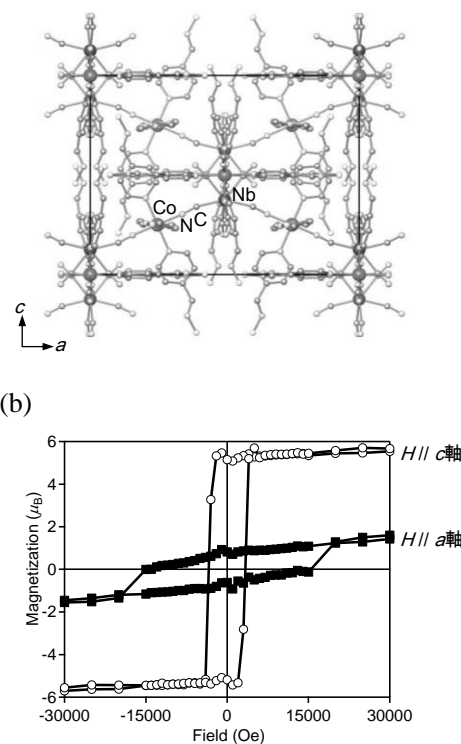 Nb
Co
N C
c
a
(b)
6
4
2
0
-2
-4
-6
Magnetization (μB)
H // c軸
H // a軸
-30000 -15000 0 15000 30000
Field (Oe)